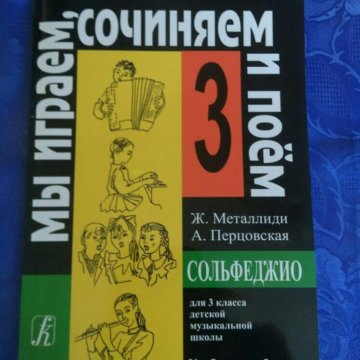 Мы играем,
сочиняем
и поём
3
Ж. Металлиди
А. Перцовская
СОЛЬФЕДЖИО
для 3 класса
детской
музыкальной
школы